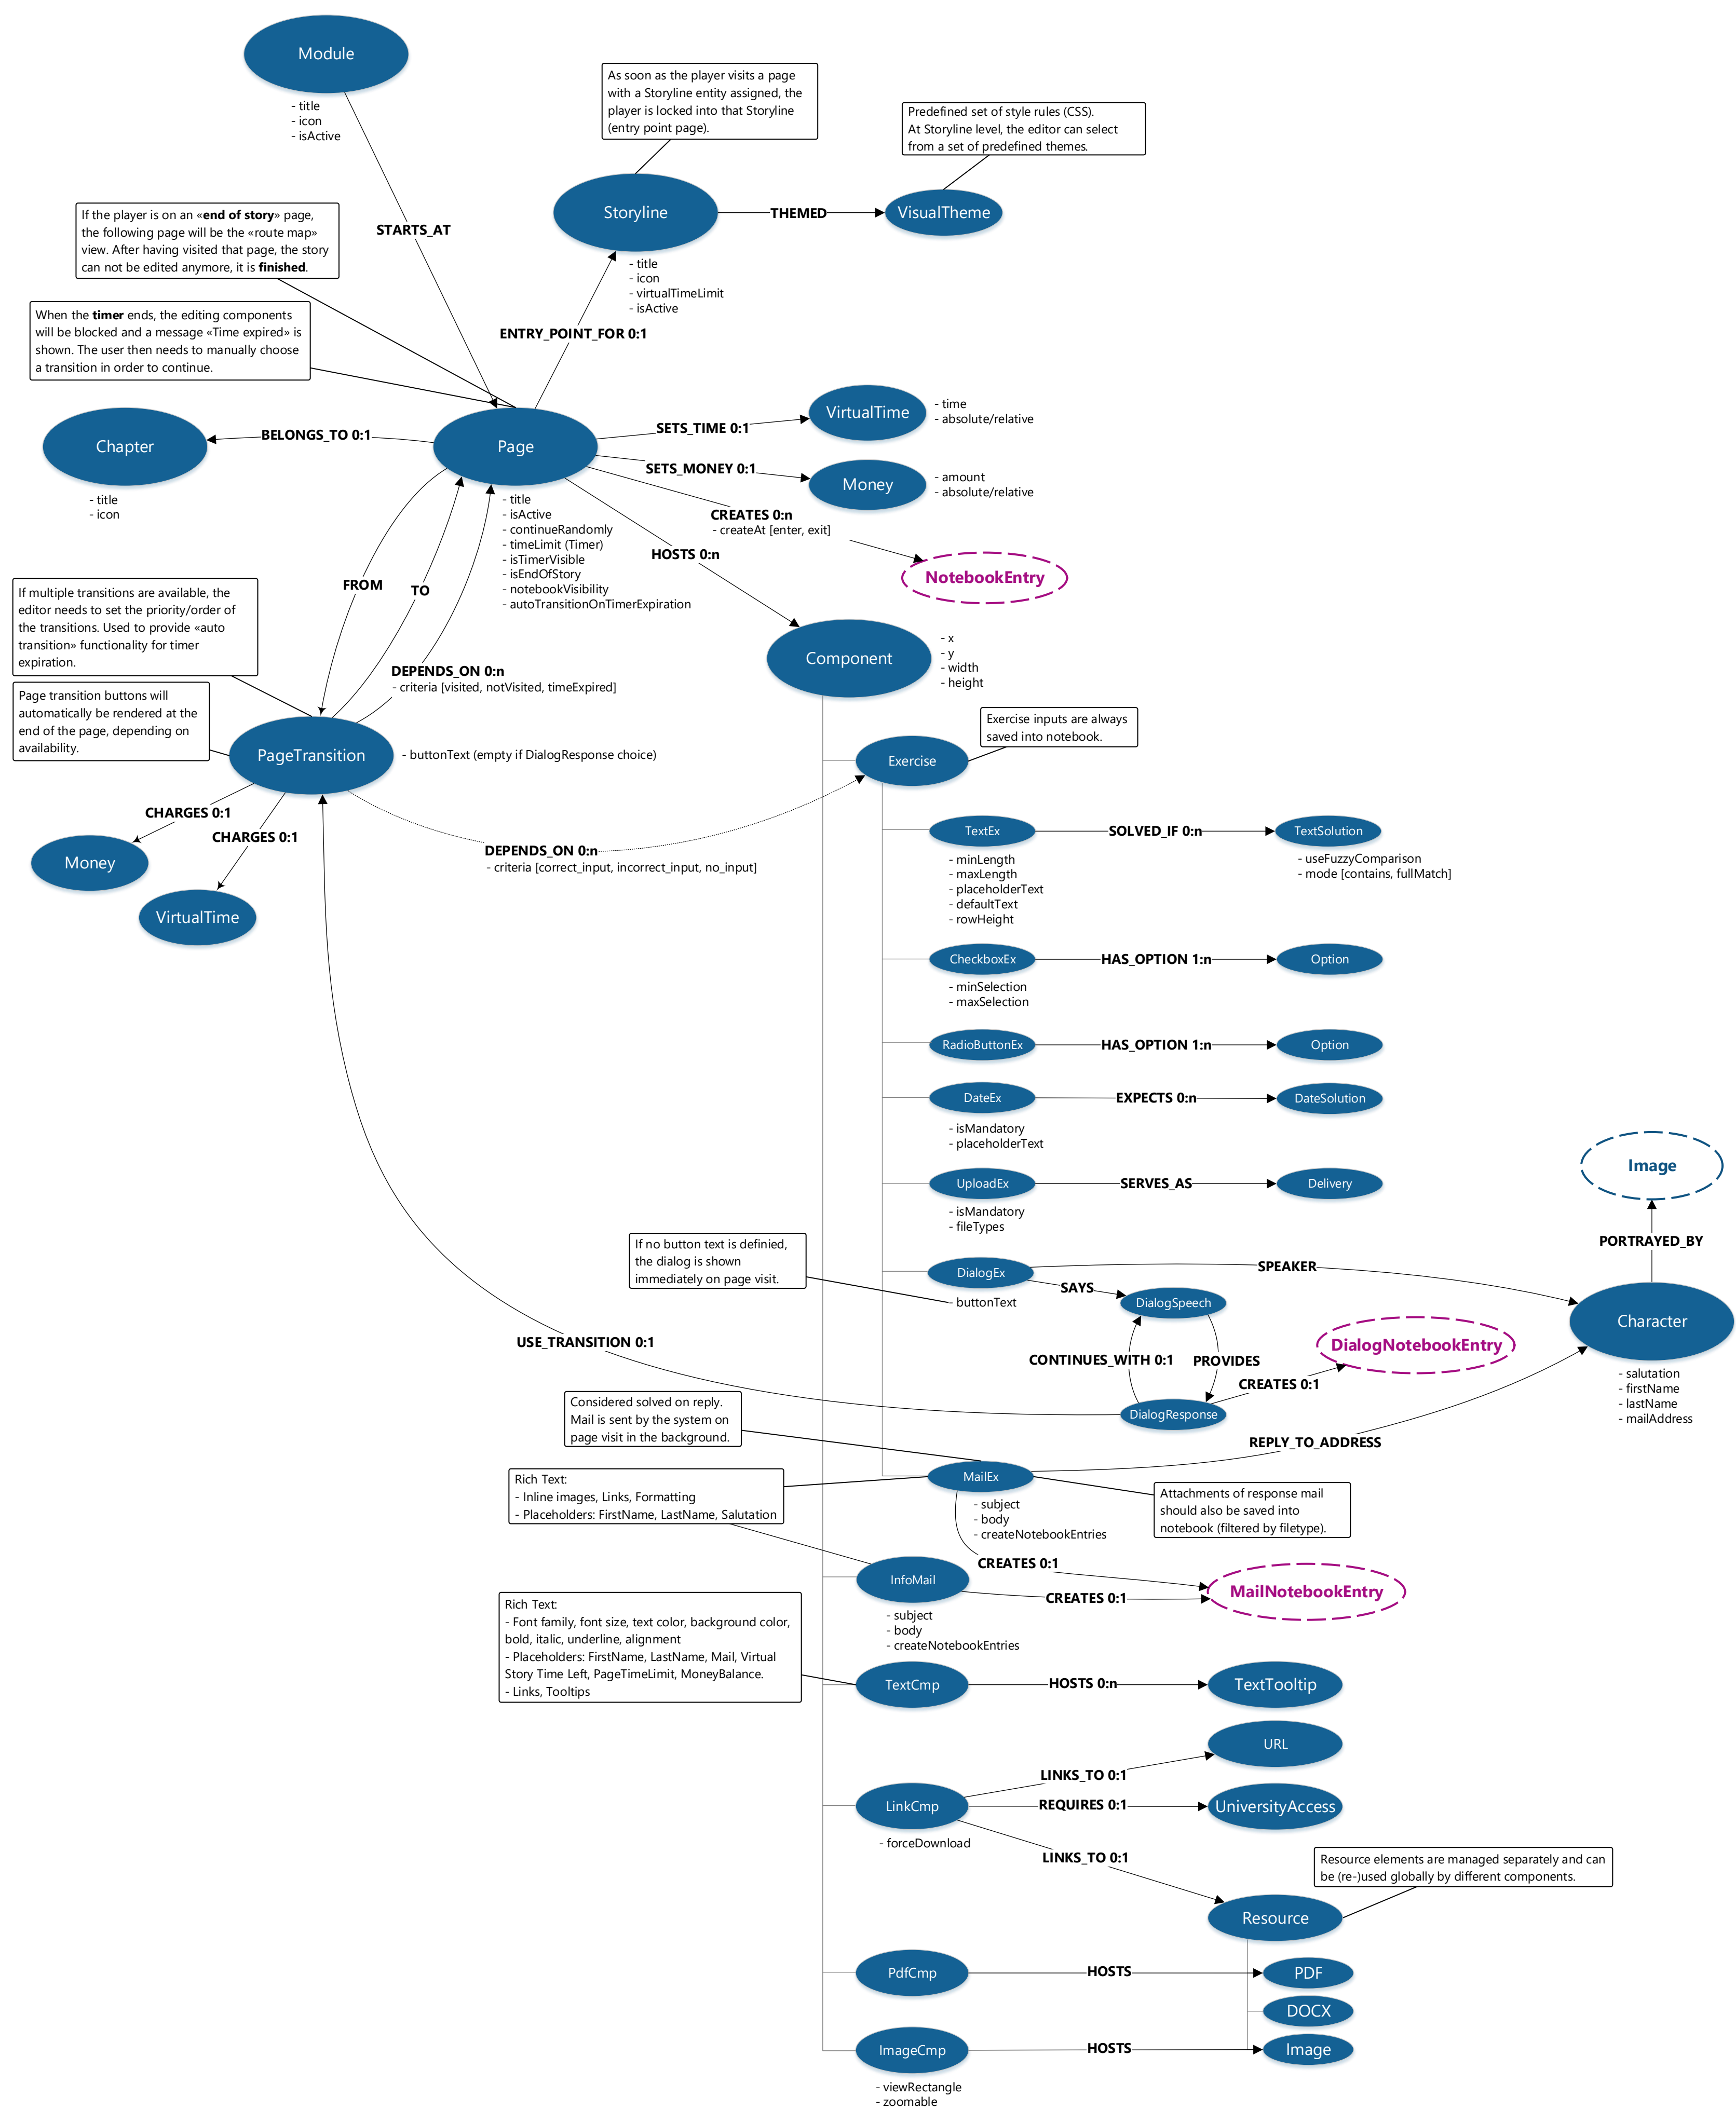 Module
- title
- icon
- isActive
As soon as the player visits a page
with a Storyline entity assigned, the
player is locked into that Storyline
(entry point page).
Predefined set of style rules (CSS).
At Storyline level, the editor can select
from a set of predefined themes.
Storyline
THEMED
VisualTheme
- title
- icon
- virtualTimeLimit
- isActive
STARTS_AT
If the player is on an «end of story» page,
the following page will be the «route map»
view. After having visited that page, the story
can not be edited anymore, it is finished.
When the timer ends, the editing components
will be blocked and a message «Time expired» is
shown. The user then needs to manually choose
a transition in order to continue.
ENTRY_POINT_FOR 0:1
Chapter
- title
- icon
BELONGS_TO 0:1
Page
- title
- isActive
- continueRandomly
- timeLimit (Timer)
- isTimerVisible
- isEndOfStory
- notebookVisibility
- autoTransitionOnTimerExpiration
SETS_TIME 0:1
VirtualTime
- time
- absolute/relative
SETS_MONEY 0:1
Money
- amount
- absolute/relative
CREATES 0:n
- createAt [enter, exit]
NotebookEntry
HOSTS 0:n
Component
- x
- y
- width
- height
FROM
TO
DEPENDS_ON 0:n
- criteria [visited, notVisited, timeExpired]
If multiple transitions are available, the
editor needs to set the priority/order of
the transitions. Used to provide «auto
transition» functionality for timer
expiration.
Page transition buttons will
automatically be rendered at the
end of the page, depending on
availability.
PageTransition
- buttonText (empty if DialogResponse choice)
CHARGES 0:1
Money
CHARGES 0:1
VirtualTime
DEPENDS_ON 0:n
- criteria [correct_input, incorrect_input, no_input]
Exercise inputs are always
saved into notebook.
Exercise
TextEx
SOLVED_IF 0:n
TextSolution
- minLength
- maxLength
- placeholderText
- defaultText
- rowHeight
- useFuzzyComparison
- mode [contains, fullMatch]
CheckboxEx
HAS_OPTION 1:n
Option
- minSelection
- maxSelection
RadioButtonEx
HAS_OPTION 1:n
Option
DateEx
EXPECTS 0:n
DateSolution
- isMandatory
- placeholderText
UploadEx
SERVES_AS
Delivery
- isMandatory
- fileTypes
Image
PORTRAYED_BY
If no button text is definied,
the dialog is shown
immediately on page visit.
DialogEx
- buttonText
SPEAKER
SAYS
DialogSpeech
Character
- salutation
- firstName
- lastName
- mailAddress
CONTINUES_WITH 0:1
PROVIDES
DialogNotebookEntry
CREATES 0:1
DialogResponse
USE_TRANSITION 0:1
Considered solved on reply.
Mail is sent by the system on
page visit in the background.
REPLY_TO_ADDRESS
MailEx
- subject
- body
- createNotebookEntries
Rich Text:
- Inline images, Links, Formatting
- Placeholders: FirstName, LastName, Salutation
Attachments of response mail
should also be saved into
notebook (filtered by filetype).
CREATES 0:1
InfoMail
CREATES 0:1
MailNotebookEntry
- subject
- body
- createNotebookEntries
Rich Text:
- Font family, font size, text color, background color,
bold, italic, underline, alignment
- Placeholders: FirstName, LastName, Mail, Virtual
Story Time Left, PageTimeLimit, MoneyBalance.
- Links, Tooltips
TextCmp
HOSTS 0:n
TextTooltip
URL
LINKS_TO 0:1
LinkCmp
REQUIRES 0:1
UniversityAccess
- forceDownload
LINKS_TO 0:1
Resource elements are managed separately and can
be (re-)used globally by different components.
Resource
PdfCmp
HOSTS
PDF
DOCX
ImageCmp
HOSTS
Image
- viewRectangle
- zoomable